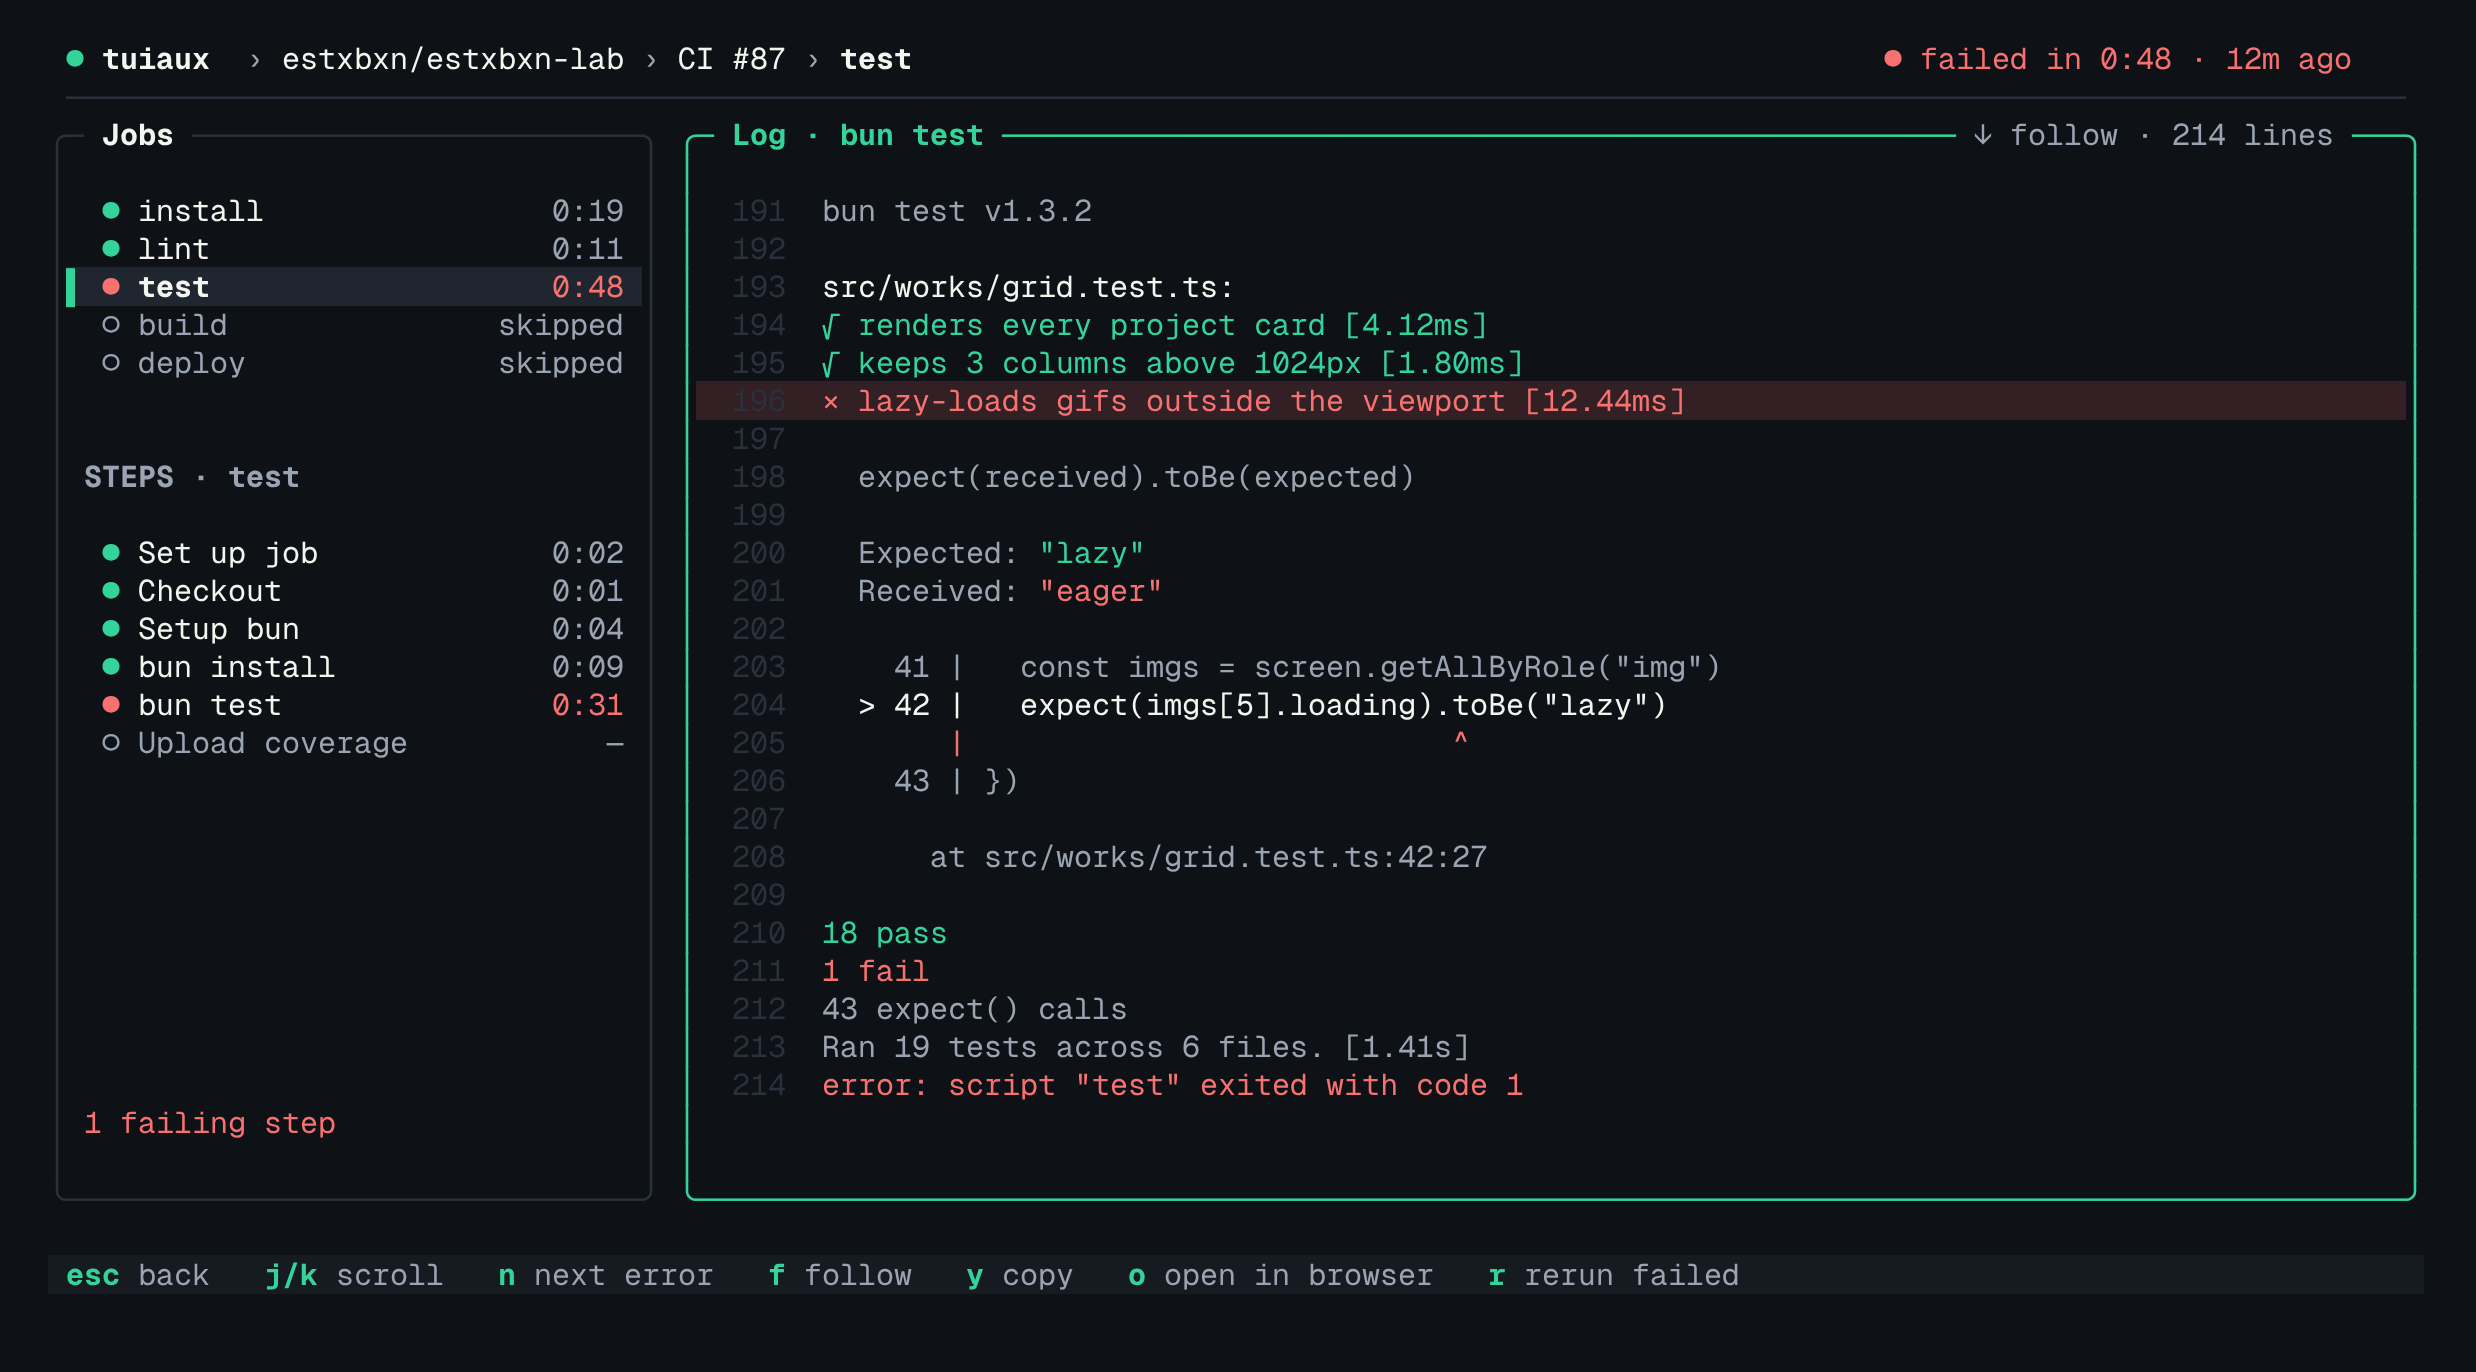 ● tuiaux › estxbxn/estxbxn-lab › CI #87 › test ● failed in 0:48 · 12m ago
Jobs
● install 0:19
● lint 0:11
● test 0:48
○ build skipped
○ deploy skipped
STEPS · test
● Set up job 0:02
● Checkout 0:01
● Setup bun 0:04
● bun install 0:09
● bun test 0:31
○ Upload coverage —
1 failing step
Log · bun test ↓ follow · 214 lines
191 bun test v1.3.2
192
193 src/works/grid.test.ts:
194 √ renders every project card [4.12ms]
195 √ keeps 3 columns above 1024px [1.80ms]
196 × lazy-loads gifs outside the viewport [12.44ms]
197
198 expect(received).toBe(expected)
199
200 Expected: "lazy"
201 Received: "eager"
202
203 41 | const imgs = screen.getAllByRole("img")
204 > 42 | expect(imgs[5].loading).toBe("lazy")
205 | ^
206 43 | })
207
208 at src/works/grid.test.ts:42:27
209
210 18 pass
211 1 fail
212 43 expect() calls
213 Ran 19 tests across 6 files. [1.41s]
214 error: script "test" exited with code 1
esc back j/k scroll n next error f follow y copy o open in browser r rerun failed